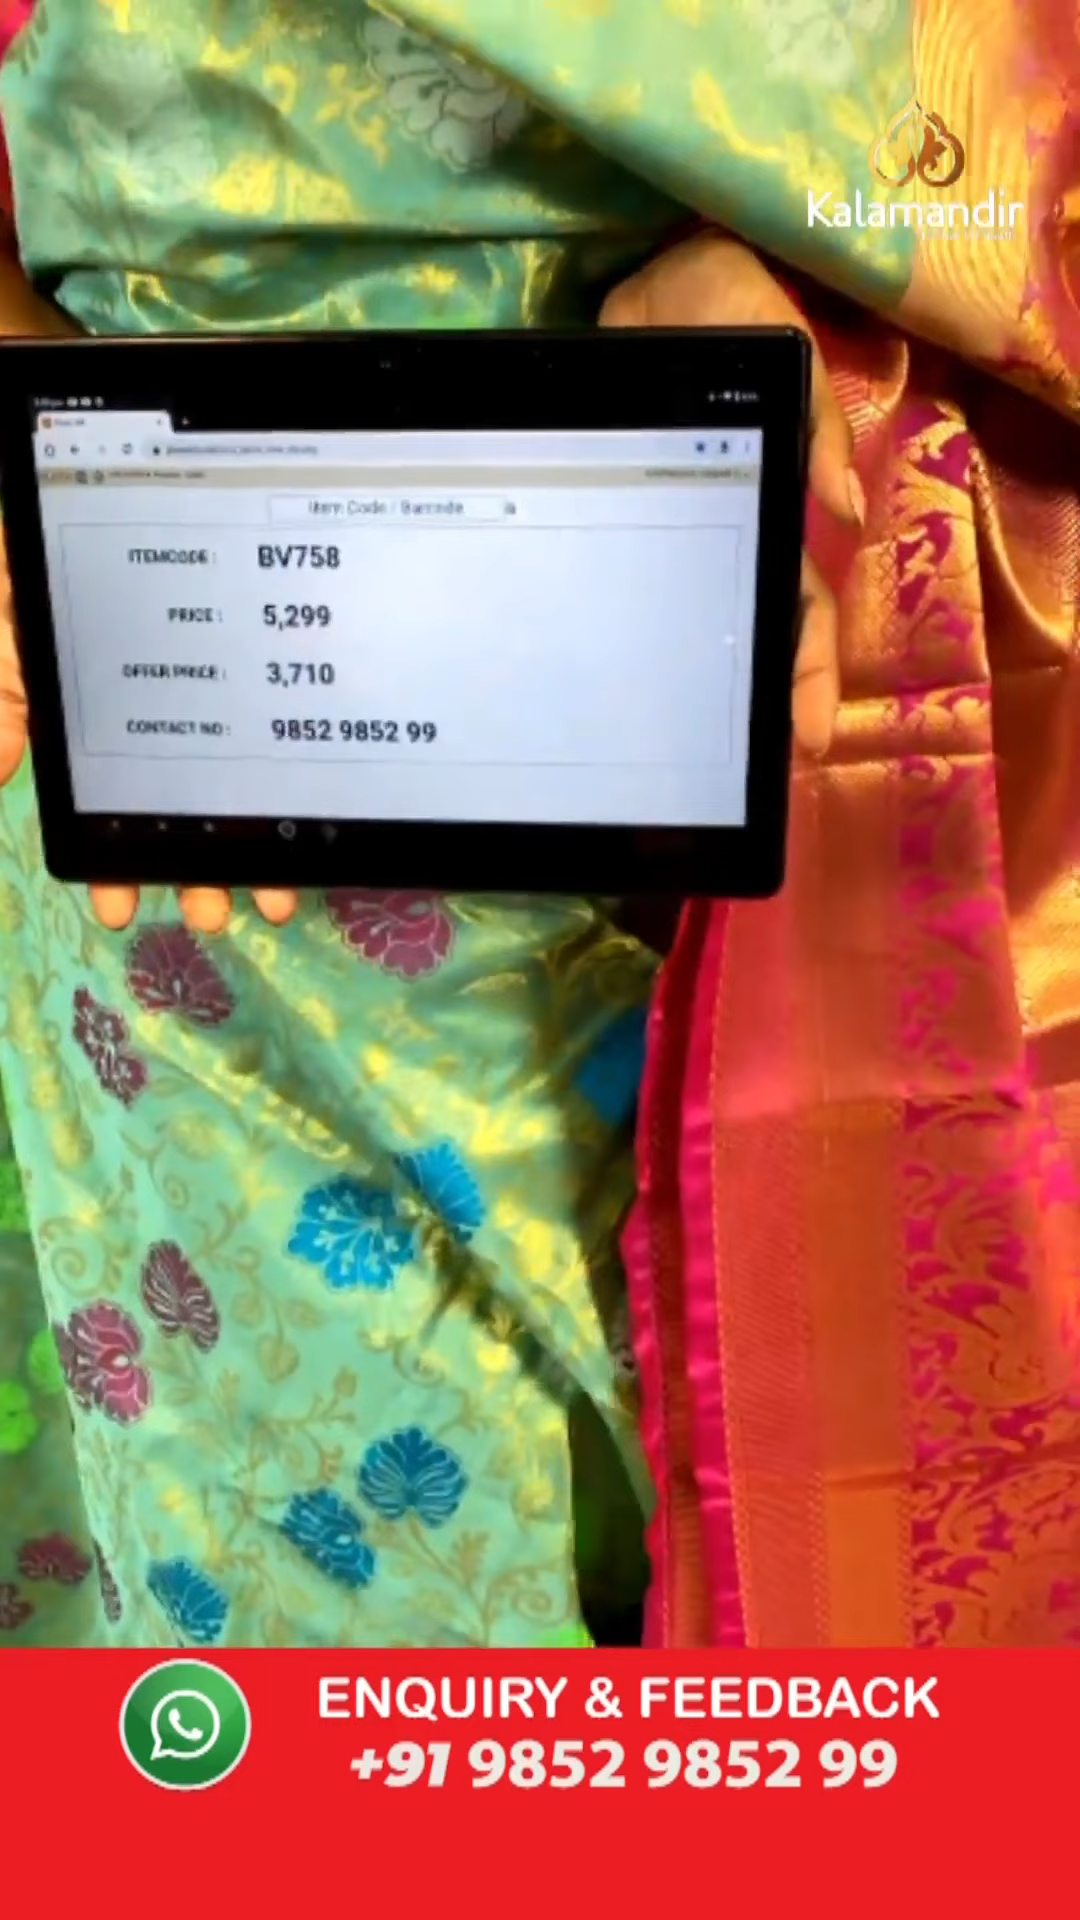 Kalamandir
Item Code / Barcode
ITEMCODE : BV758
PRICE : 5,299
OFFER PRICE : 3,710
CONTACT NO : 9852 9852 99
ENQUIRY & FEEDBACK
+91 9852 9852 99